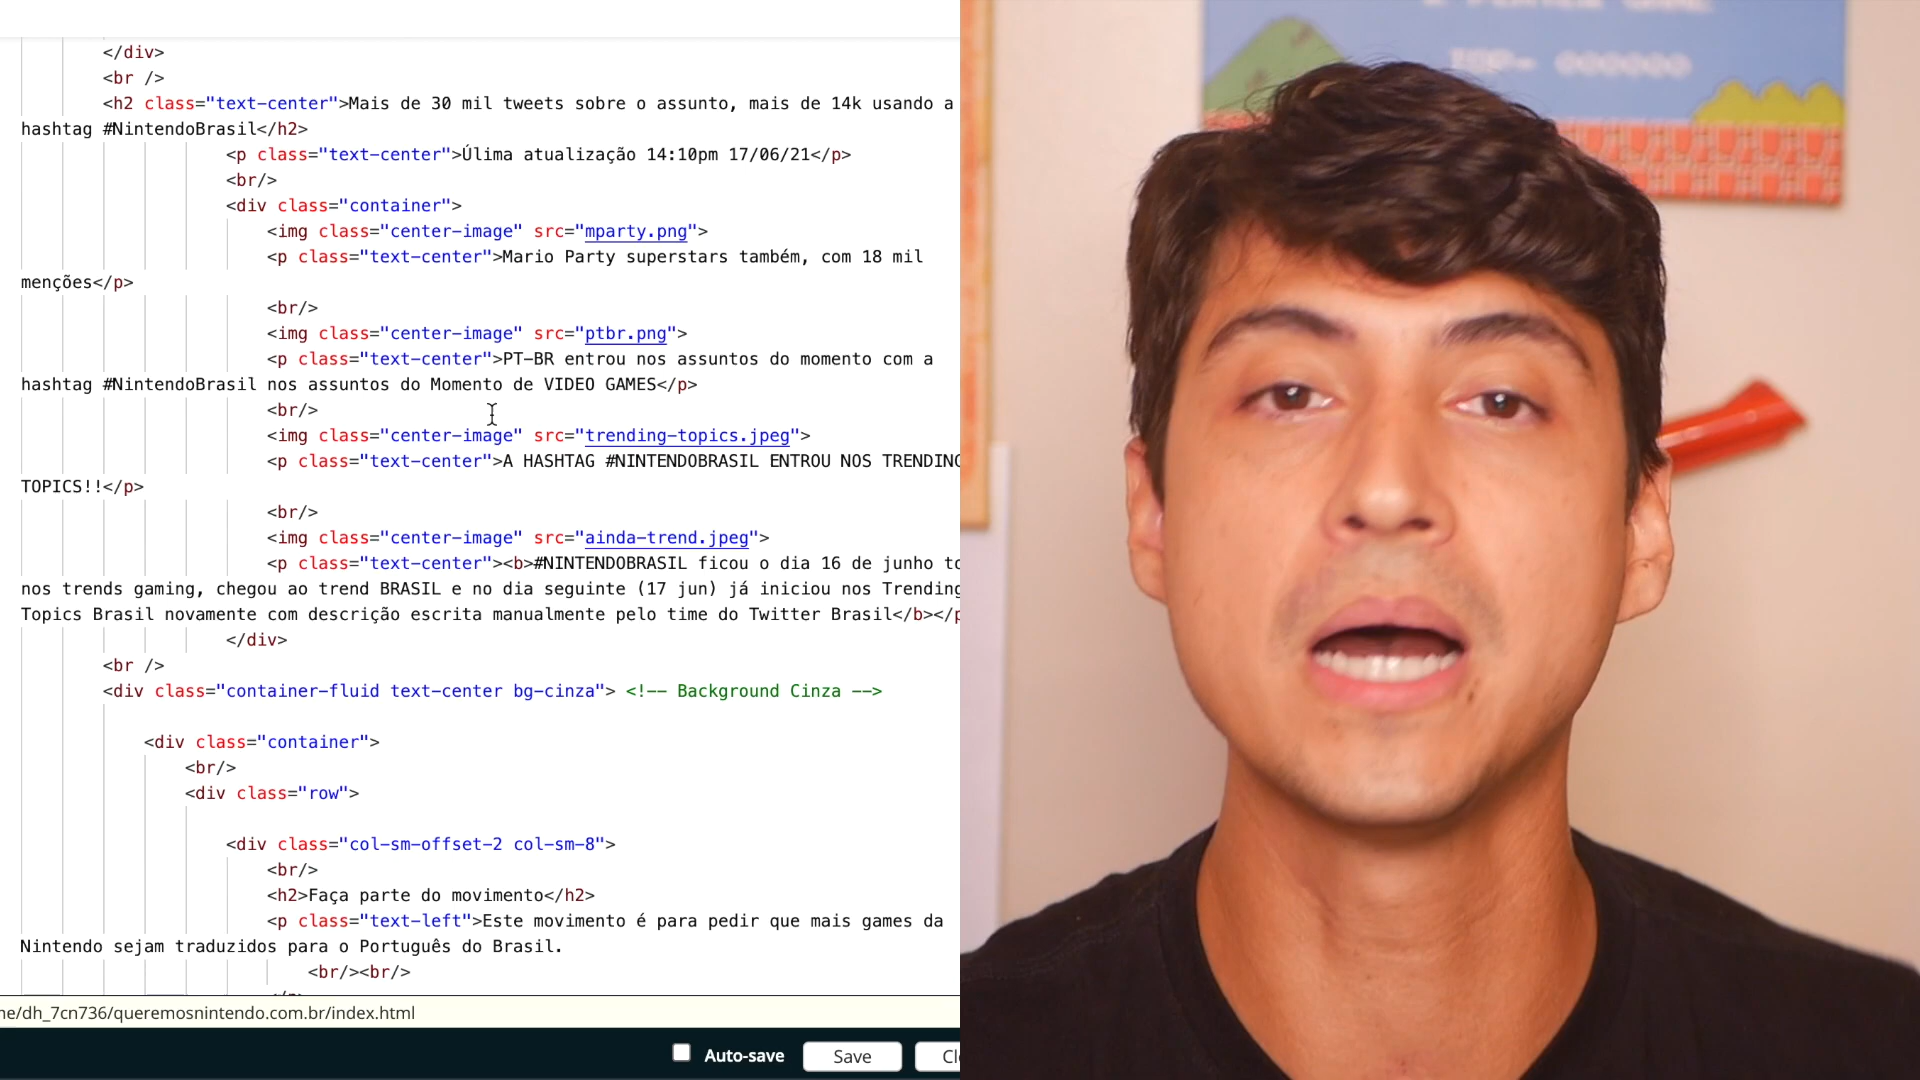 </div>
<br />
<h2 class="text-center">Mais de 30 mil tweets sobre o assunto, mais de 14k usando a
hashtag #NintendoBrasil</h2>
<p class="text-center">Úlima atualização 14:10pm 17/06/21</p>
<br/>
<div class="container">
<img class="center-image" src="mparty.png">
<p class="text-center">Mario Party superstars também, com 18 mil
menções</p>
<br/>
<img class="center-image" src="ptbr.png">
<p class="text-center">PT-BR entrou nos assuntos do momento com a
hashtag #NintendoBrasil nos assuntos do Momento de VIDEO GAMES</p>
<br/>
<img class="center-image" src="trending-topics.jpeg">
<p class="text-center">A HASHTAG #NINTENDOBRASIL ENTROU NOS TRENDING
TOPICS!!</p>
<br/>
<img class="center-image" src="ainda-trend.jpeg">
<p class="text-center"><b>#NINTENDOBRASIL ficou o dia 16 de junho to
nos trends gaming, chegou ao trend BRASIL e no dia seguinte (17 jun) já iniciou nos Trending
Topics Brasil novamente com descrição escrita manualmente pelo time do Twitter Brasil</b></p
</div>
<br />
<div class="container-fluid text-center bg-cinza"> <!-- Background Cinza -->
<div class="container">
<br/>
<div class="row">
<div class="col-sm-offset-2 col-sm-8">
<br/>
<h2>Faça parte do movimento</h2>
<p class="text-left">Este movimento é para pedir que mais games da
Nintendo sejam traduzidos para o Português do Brasil.
<br/><br/>
me/dh_7cn736/queremosnintendo.com.br/index.html
Auto-save Save Cl
TOP- 000000